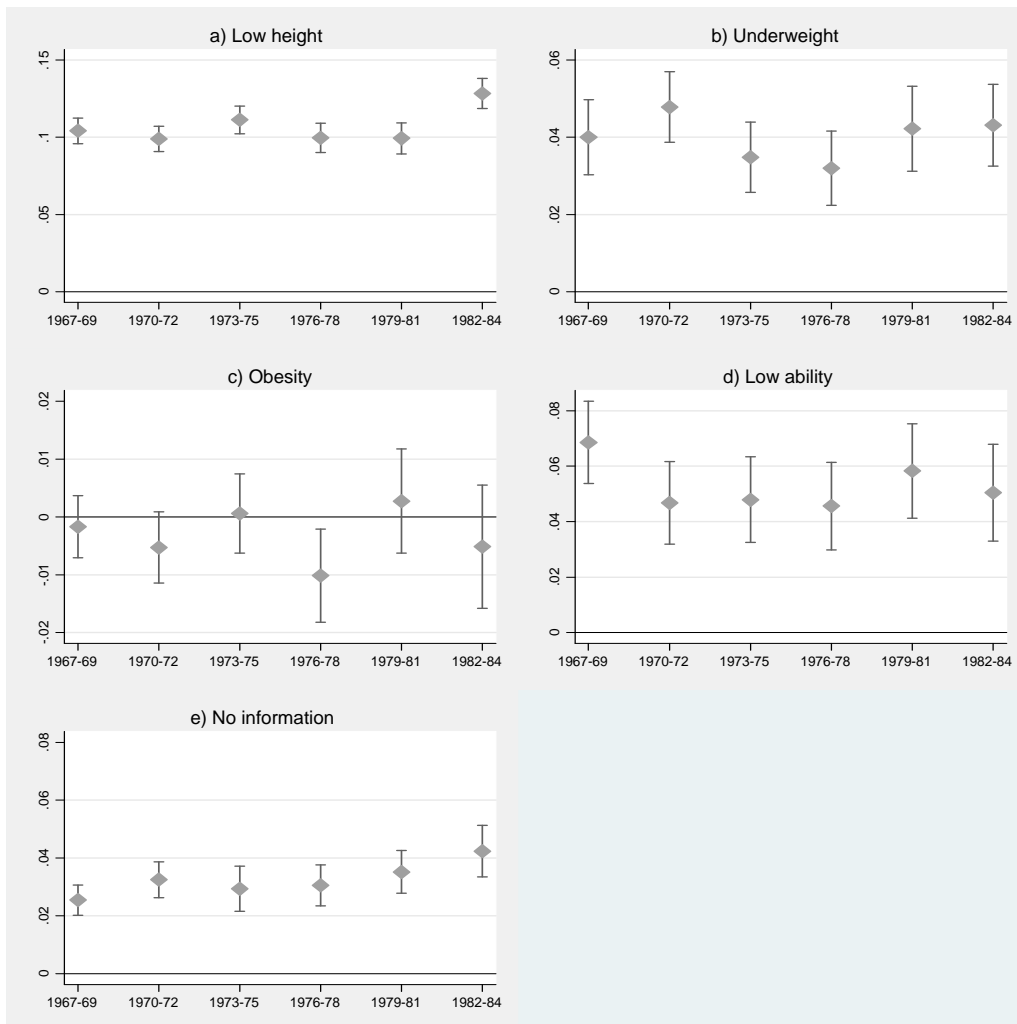 a) Low height
.15
.1
.05
0
1967-69 1970-72 1973-75 1976-78 1979-81 1982-84
b) Underweight
.06
.04
.02
0
1967-69 1970-72 1973-75 1976-78 1979-81 1982-84
c) Obesity
.02
.01
0
-.01
-.02
1967-69 1970-72 1973-75 1976-78 1979-81 1982-84
d) Low ability
.08
.06
.04
.02
0
1967-69 1970-72 1973-75 1976-78 1979-81 1982-84
e) No information
.08
.06
.04
.02
0
1967-69 1970-72 1973-75 1976-78 1979-81 1982-84